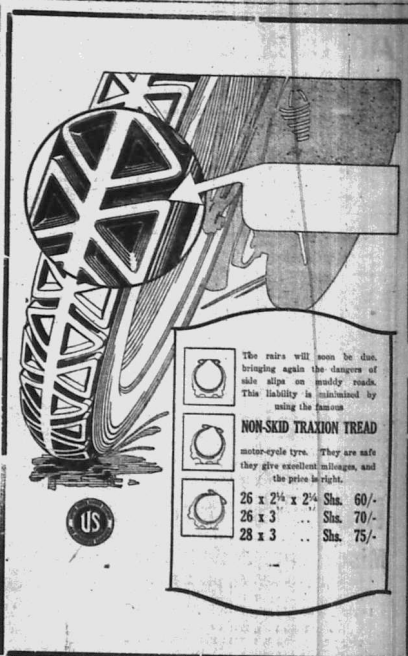 The rains will soon be due,
bringing again the dangers of
side slips on muddy roads.
This liability is minimised by
using the famous
NON-SKID TRAXION TREAD
motor-cycle tyre. They are safe
they give excellent mileages, and
the price is right.
26 x 2¼ x 2¼ Shs. 60/-
26 x 3 " .. " Shs. 70/-
28 x 3 .. Shs. 75/-
US